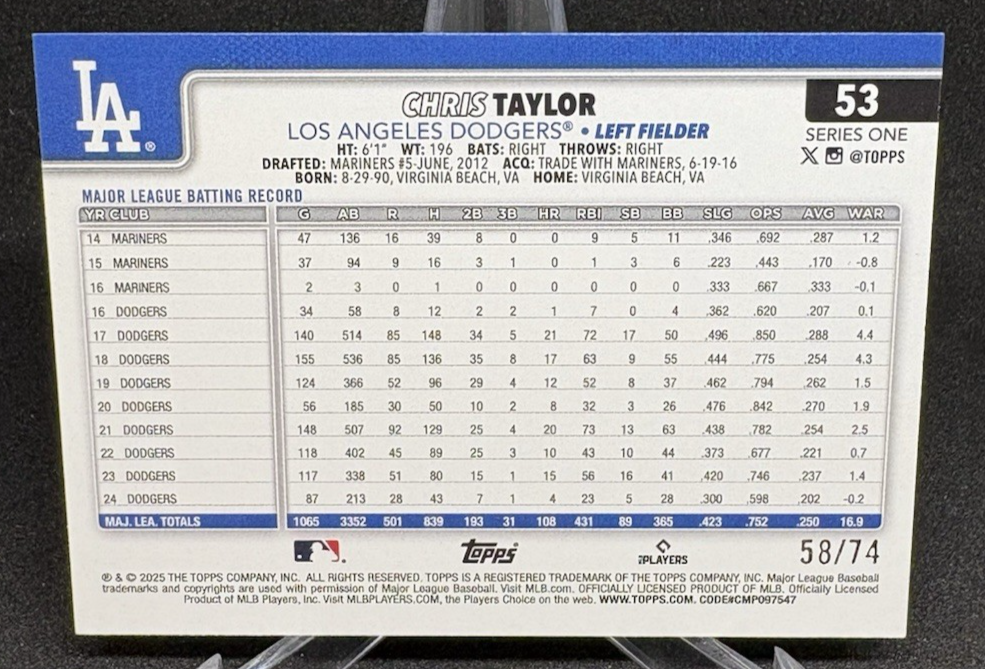 LA®
CHRIS TAYLOR
53
LOS ANGELES DODGERS® • LEFT FIELDER
SERIES ONE
HT: 6'1" WT: 196 BATS: RIGHT THROWS: RIGHT
@TOPPS
DRAFTED: MARINERS #5-JUNE, 2012 ACQ: TRADE WITH MARINERS, 6-19-16
BORN: 8-29-90, VIRGINIA BEACH, VA HOME: VIRGINIA BEACH, VA
MAJOR LEAGUE BATTING RECORD
YR CLUB G AB R H 2B 3B HR RBI SB BB SLG OPS AVG WAR
14 MARINERS 47 136 16 39 8 0 0 9 5 11 .346 .692 .287 1.2
15 MARINERS 37 94 9 16 3 1 0 1 3 6 .223 .443 .170 -0.8
16 MARINERS 2 3 0 1 0 0 0 0 0 0 .333 .667 .333 -0.1
16 DODGERS 34 58 8 12 2 2 1 7 0 4 .362 .620 .207 0.1
17 DODGERS 140 514 85 148 34 5 21 72 17 50 .496 .850 .288 4.4
18 DODGERS 155 536 85 136 35 8 17 63 9 55 .444 .775 .254 4.3
19 DODGERS 124 366 52 96 29 4 12 52 8 37 .462 .794 .262 1.5
20 DODGERS 56 185 30 50 10 2 8 32 3 26 .476 .842 .270 1.9
21 DODGERS 148 507 92 129 25 4 20 73 13 63 .438 .782 .254 2.5
22 DODGERS 118 402 45 89 25 3 10 43 10 44 .373 .677 .221 0.7
23 DODGERS 117 338 51 80 15 1 15 56 16 41 .420 .746 .237 1.4
24 DODGERS 87 213 28 43 7 1 4 23 5 28 .300 .598 .202 -0.2
MAJ. LEA. TOTALS 1065 3352 501 839 193 31 108 431 89 365 .423 .752 .250 16.9
Topps PLAYERS 58/74
® & © 2025 THE TOPPS COMPANY, INC. ALL RIGHTS RESERVED. TOPPS IS A REGISTERED TRADEMARK OF THE TOPPS COMPANY, INC. Major League Baseball
trademarks and copyrights are used with permission of Major League Baseball. Visit MLB.com. OFFICIALLY LICENSED PRODUCT OF MLB. Officially Licensed
Product of MLB Players, Inc. Visit MLBPLAYERS.COM, the Players Choice on the web. WWW.TOPPS.COM. CODE#CMP097547